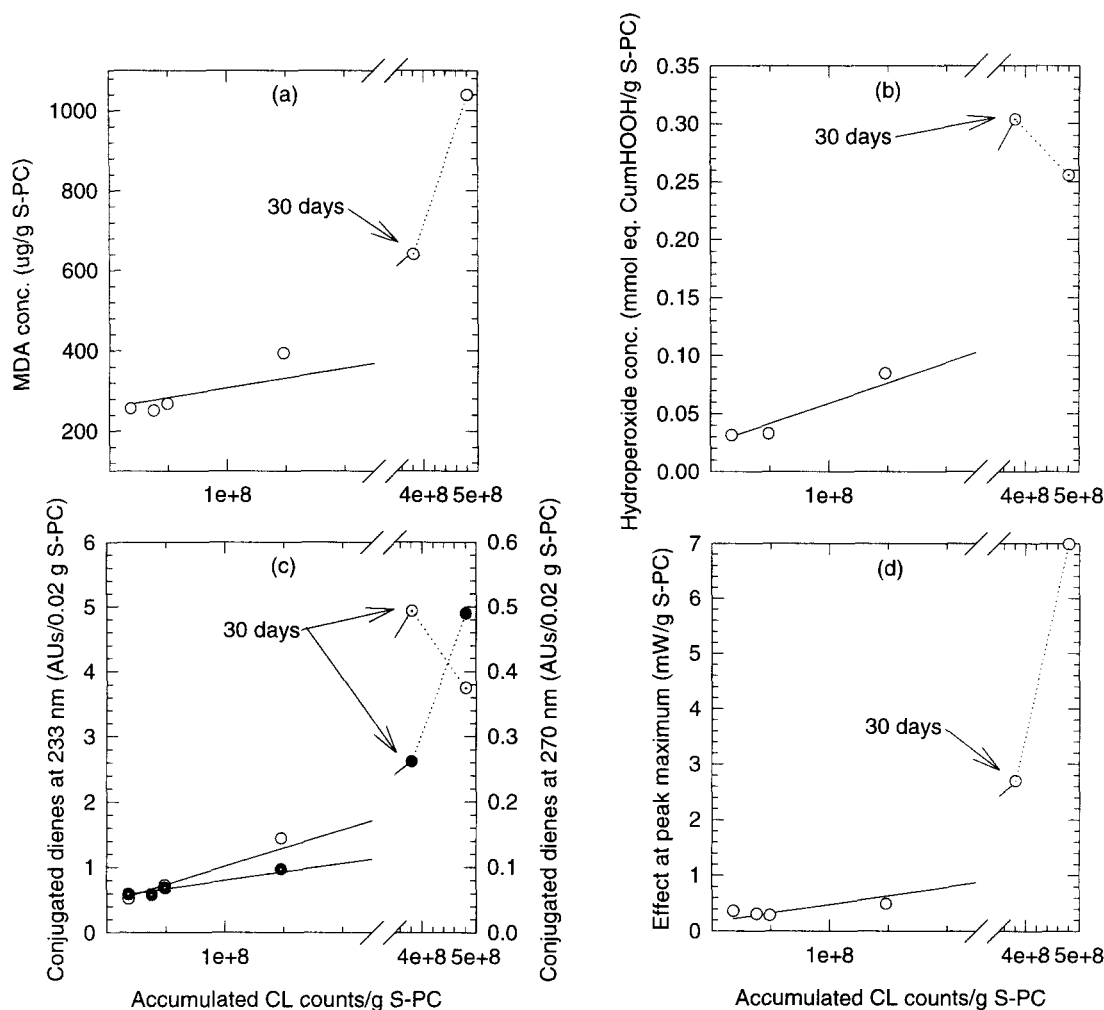 (a)
MDA conc. (ug/g S-PC)
1000
800
600
400
200
30 days
1e+8
4e+8 5e+8
(b)
Hydroperoxide conc. (mmol eq. CumHOOH/g S-PC)
0.35
0.30
0.25
0.20
0.15
0.10
0.05
0.00
30 days
1e+8
4e+8 5e+8
(c)
Conjugated dienes at 233 nm (AUs/0.02 g S-PC)
6
5
4
3
2
1
0
30 days
0.6
0.5
0.4
0.3
0.2
0.1
0.0
Conjugated dienes at 270 nm (AUs/0.02 g S-PC)
1e+8
4e+8 5e+8
Accumulated CL counts/g S-PC
(d)
Effect at peak maximum (mW/g S-PC)
7
6
5
4
3
2
1
0
30 days
1e+8
4e+8 5e+8
Accumulated CL counts/g S-PC